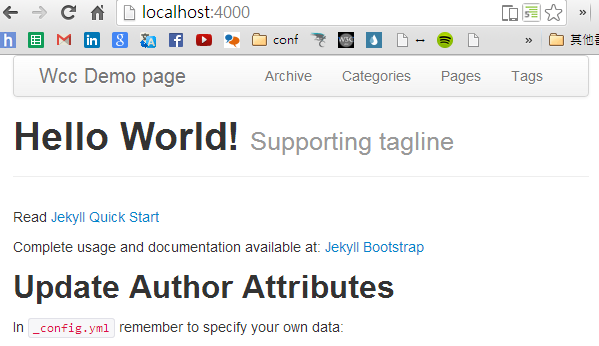 localhost:4000
conf
↔
»
»
其他書
Wcc Demo page Archive Categories Pages Tags
Hello World! Supporting tagline
Read Jekyll Quick Start
Complete usage and documentation available at: Jekyll Bootstrap
Update Author Attributes
In _config.yml remember to specify your own data: